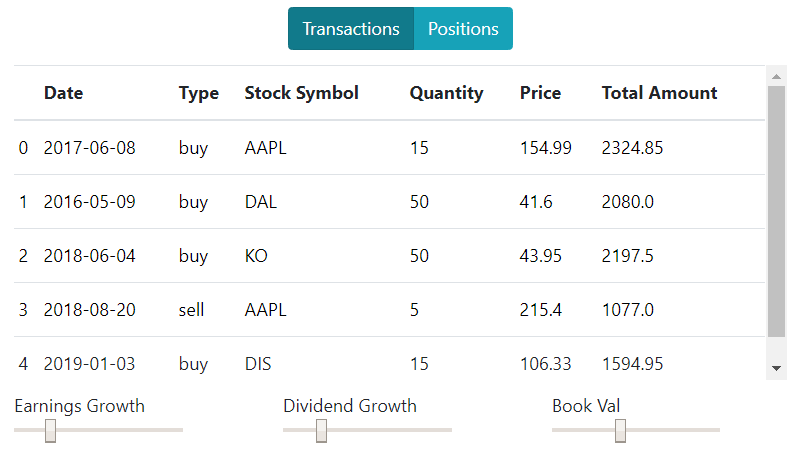 Transactions Positions
Date Type Stock Symbol Quantity Price Total Amount
0 2017-06-08 buy AAPL 15 154.99 2324.85
1 2016-05-09 buy DAL 50 41.6 2080.0
2 2018-06-04 buy KO 50 43.95 2197.5
3 2018-08-20 sell AAPL 5 215.4 1077.0
4 2019-01-03 buy DIS 15 106.33 1594.95
Earnings Growth Dividend Growth Book Val